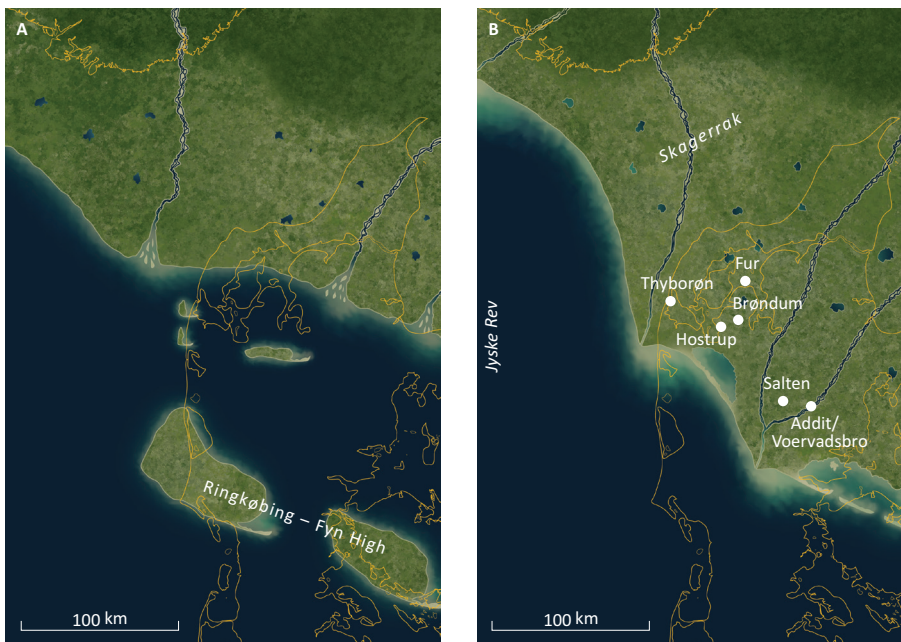 A
Ringkøbing – Fyn High
100 km
B
Skagerrak
Jyske Rev
Fur
Thyborøn
Brøndum
Hostrup
Salten
Addit/
Voervadsbro
100 km